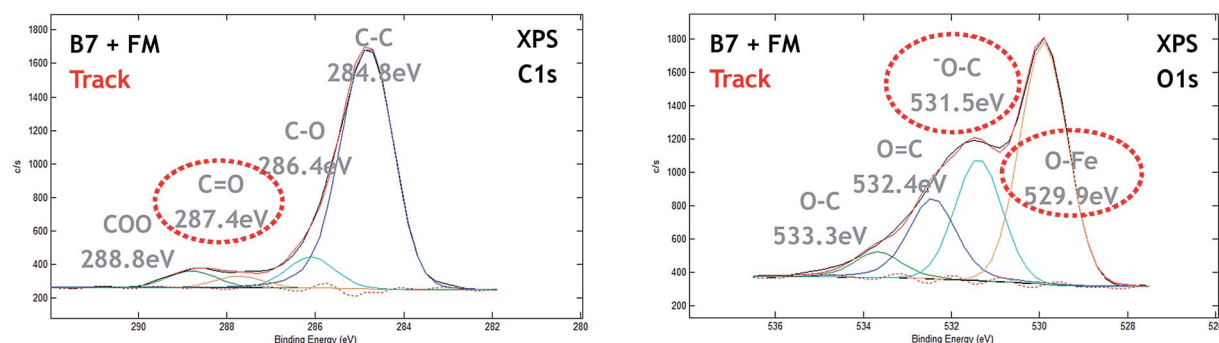 B7 + FM
Track
XPS
C1s
C-C
284.8eV
C-O
286.4eV
C=O
287.4eV
COO
288.8eV
1800
1600
1400
1200
1000
800
600
400
200
c/s
290
288
286
284
282
280
Binding Energy (eV)
B7 + FM
Track
XPS
O1s
⁻O-C
531.5eV
O=C
532.4eV
O-Fe
529.9eV
O-C
533.3eV
1800
1600
1400
1200
1000
800
600
400
200
c/s
536
534
532
530
528
Binding Energy (eV)